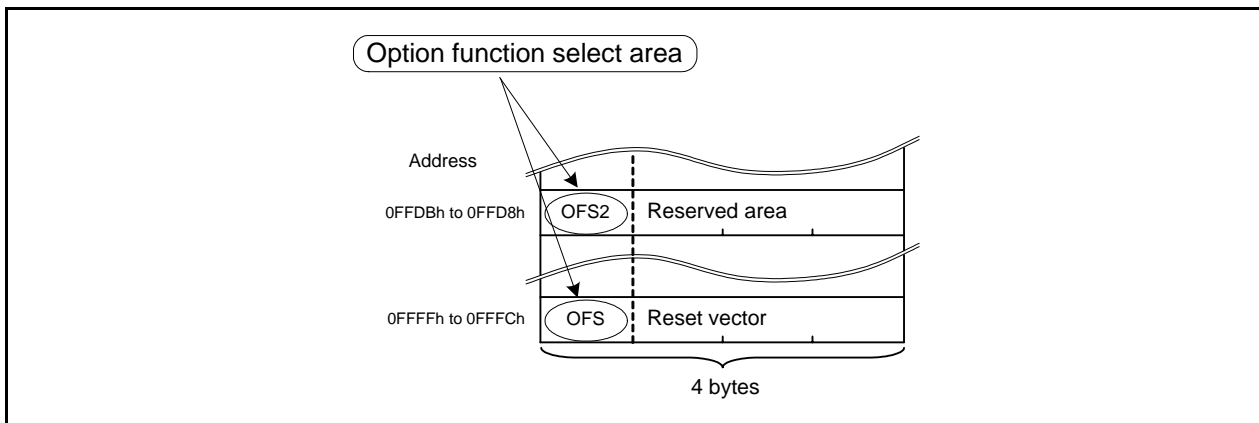 Option function select area
Address
0FFDBh to 0FFD8h OFS2 Reserved area
0FFFFh to 0FFFCh OFS Reset vector
4 bytes